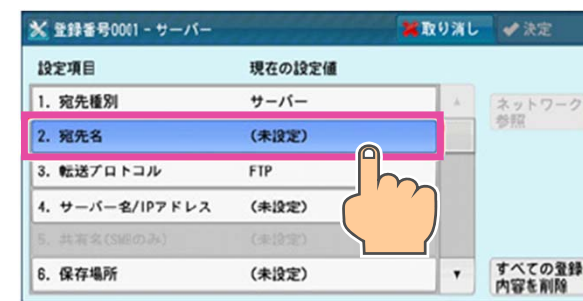 登録番号0001 - サーバー
取り消し
決定
設定項目 現在の設定値
1. 宛先種別 サーバー
2. 宛先名 (未設定)
3. 転送プロトコル FTP
4. サーバー名/IPアドレス (未設定)
5. 共有名(SMBのみ) (未設定)
6. 保存場所 (未設定)
ネットワーク
参照
すべての登録
内容を削除